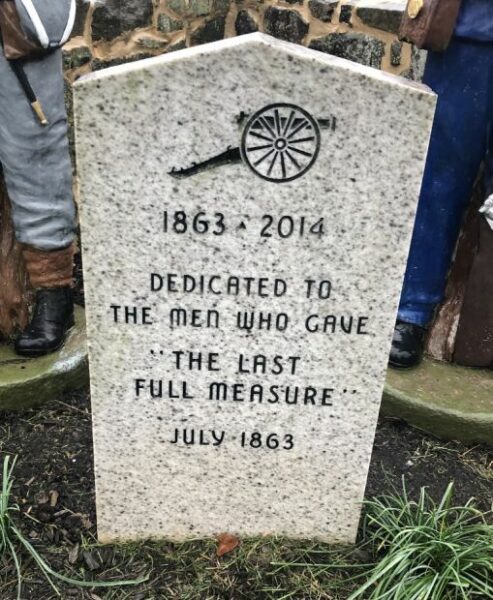 1863 ▲ 2014
DEDICATED TO
THE MEN WHO GAVE
"THE LAST
FULL MEASURE"
JULY 1863